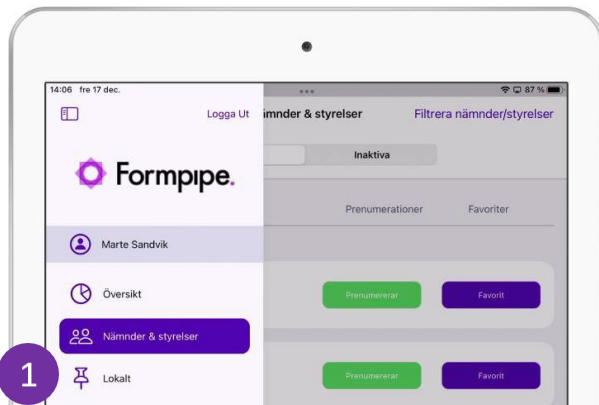 14:06 fre 17 dec.
87 %
Logga Ut
ämnder & styrelser
Filtrera nämnder/styrelser
Inaktiva
Formpipe.
Prenumerationer
Favoriter
Marte Sandvik
Översikt
Prenumererar
Favorit
Nämnder & styrelser
1
Lokalt
Prenumererar
Favorit